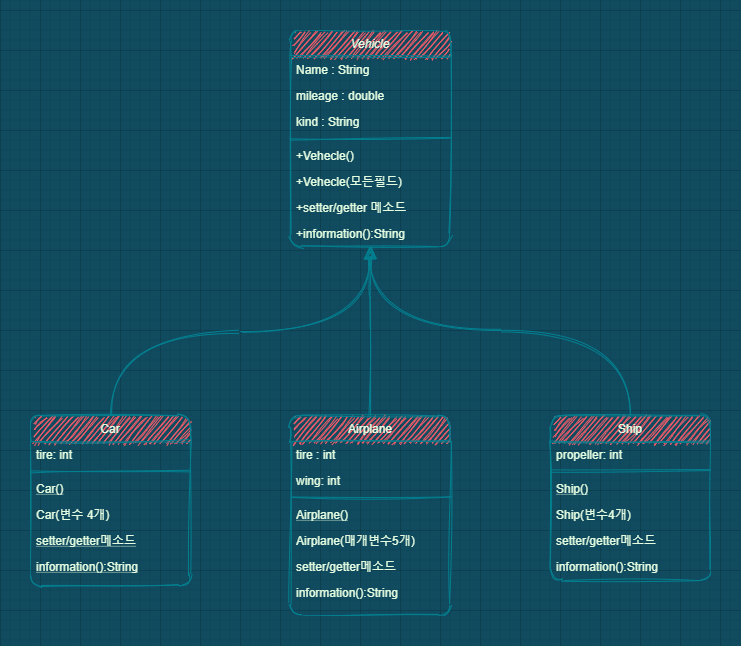 Vehicle
Name : String
mileage : double
kind : String
+Vehecle()
+Vehecle(모든필드)
+setter/getter 메소드
+information():String
Car
tire: int
Car()
Car(변수 4개)
setter/getter메소드
information():String
Airplane
tire : int
wing: int
Airplane()
Airplane(매개변수5개)
setter/getter메소드
information():String
Ship
propeller: int
Ship()
Ship(변수4개)
setter/getter메소드
information():String